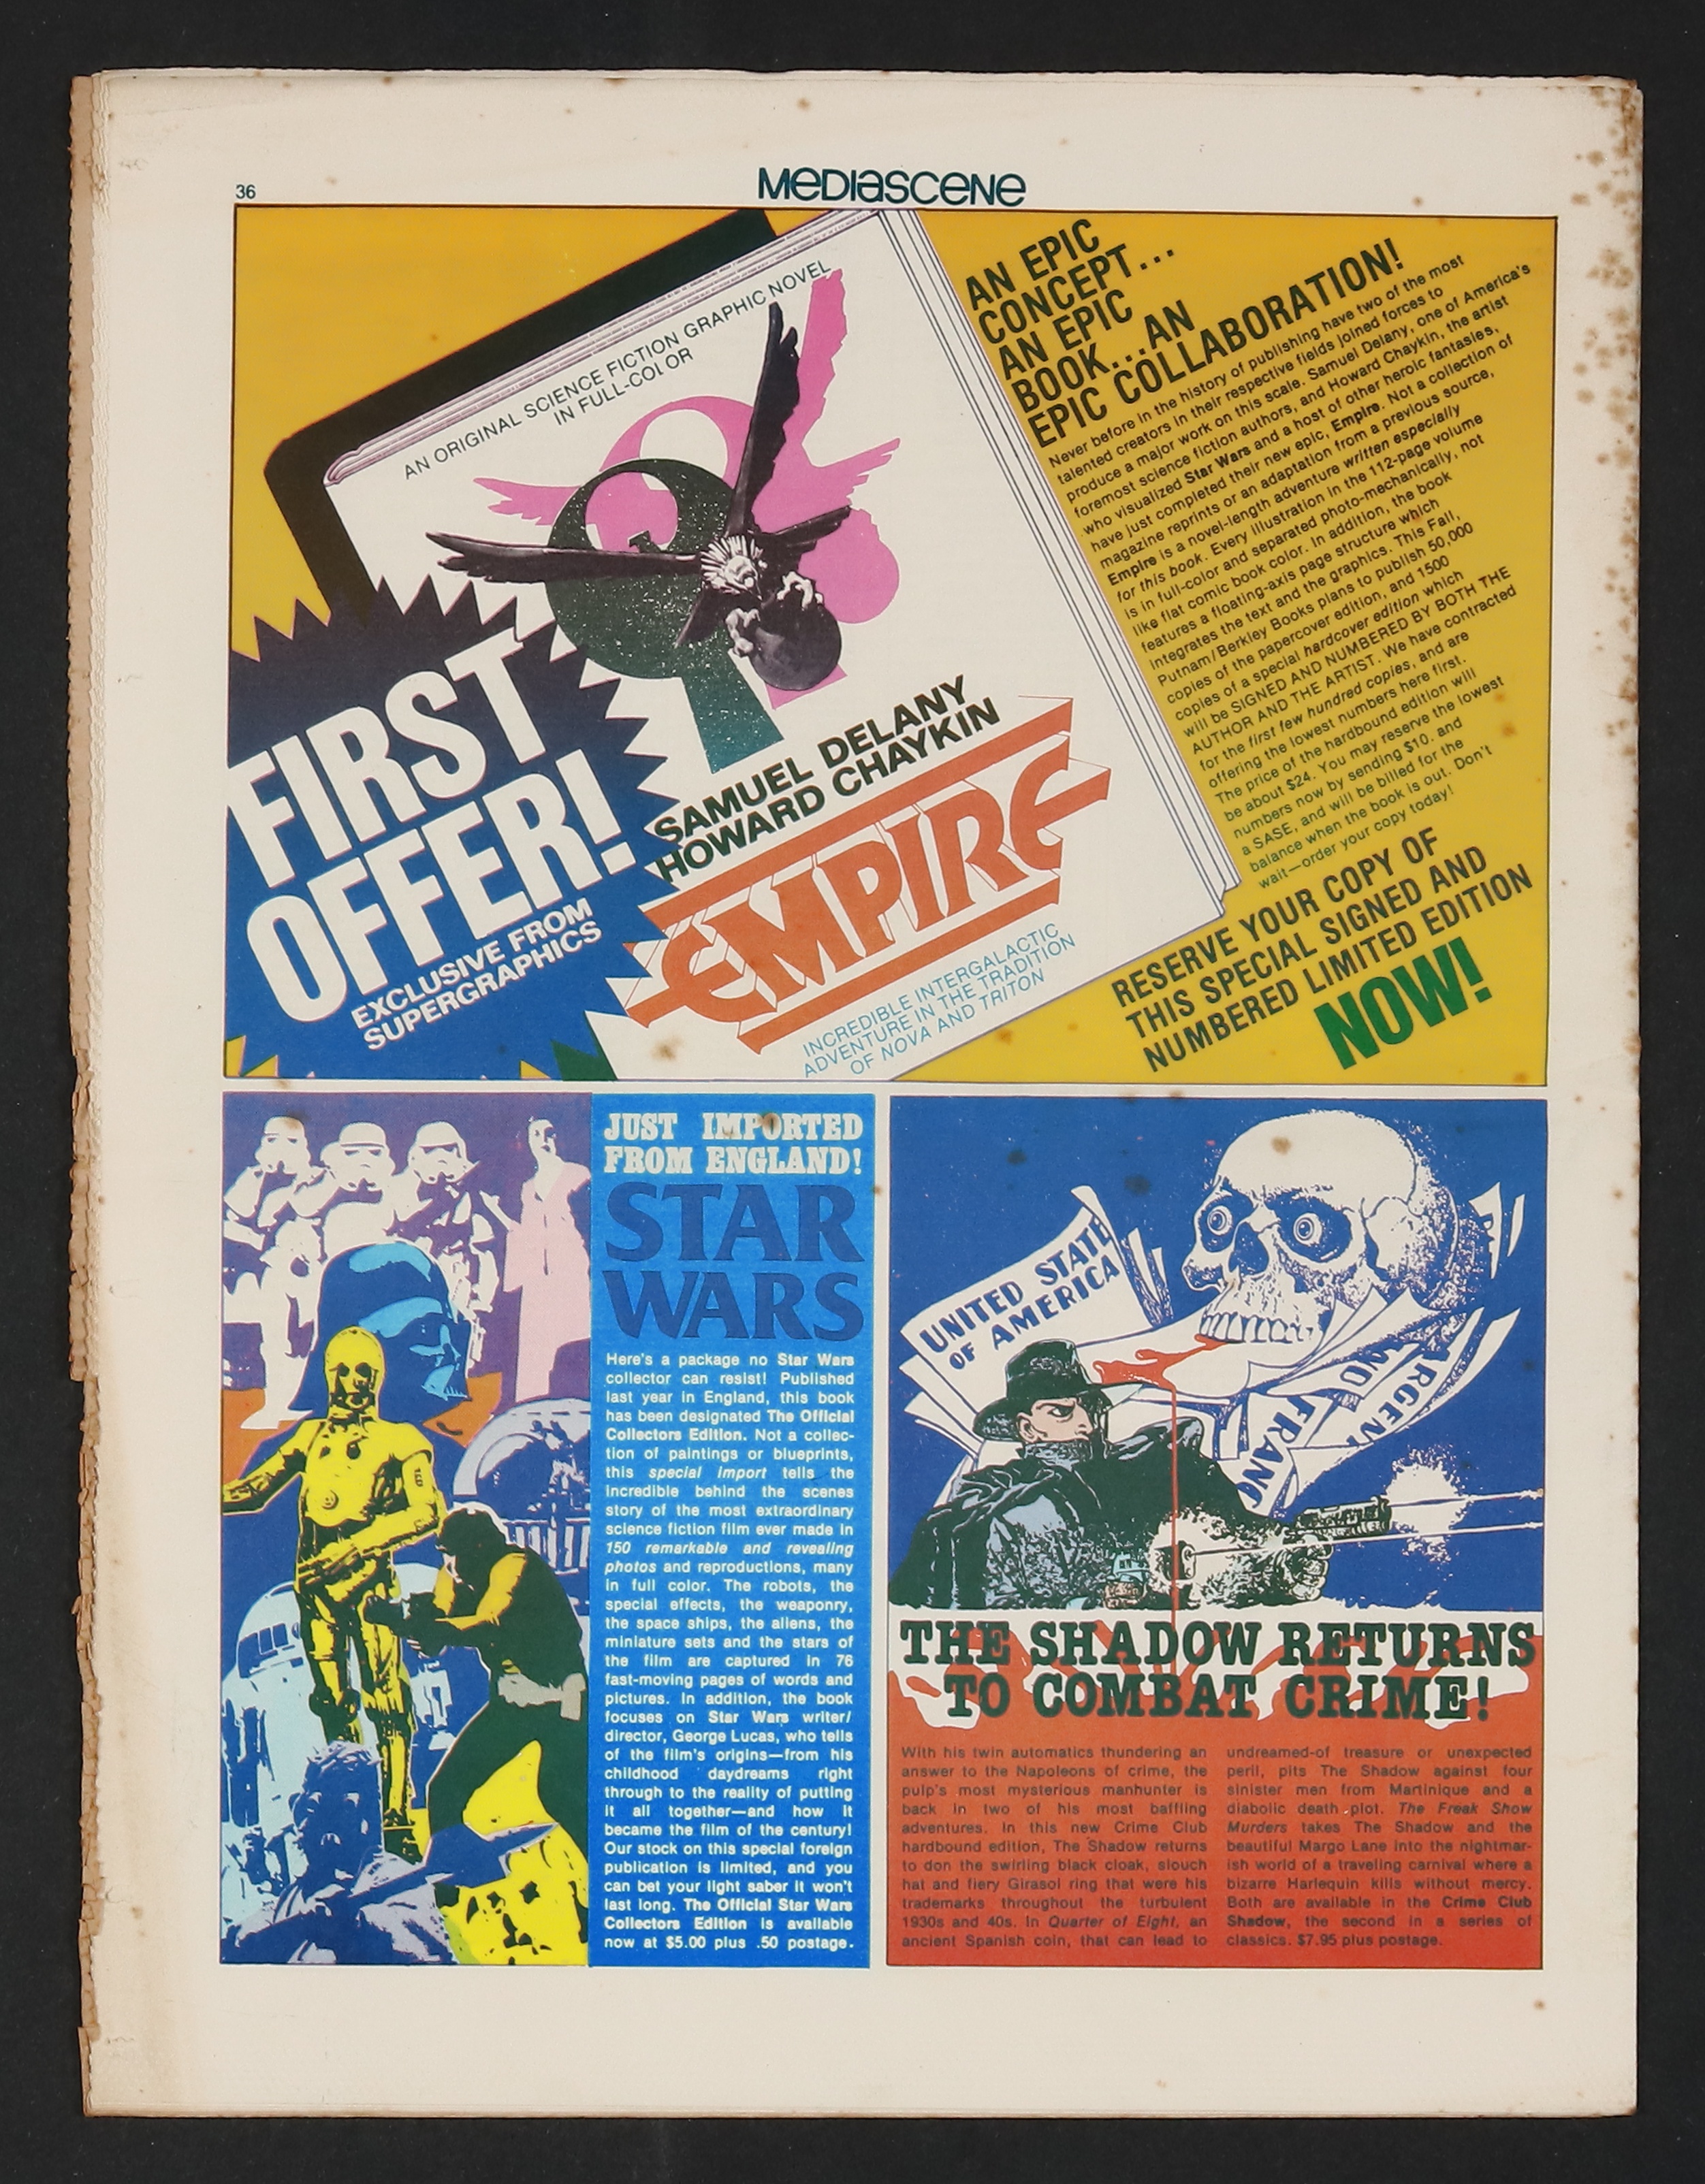 36
MEDIASCENE
AN ORIGINAL SCIENCE FICTION GRAPHIC NOVEL
IN FULL-COLOR
SAMUEL DELANY
HOWARD CHAYKIN
EMPIRE
INCREDIBLE INTERGALACTIC
ADVENTURE IN THE TRADITION
OF NOVA AND TRITON
FIRST
OFFER!
EXCLUSIVE FROM
SUPERGRAPHICS
AN EPIC
CONCEPT...
AN EPIC
BOOK...AN
EPIC COLLABORATION!
Never before in the history of publishing have two of the most
talented creators in their respective fields joined forces to
produce a major work on this scale. Samuel Delany, one of America's
foremost science fiction authors, and Howard Chaykin, the artist
who visualized Star Wars and a host of other heroic fantasies,
have just completed their new epic, Empire. Not a collection of
magazine reprints or an adaptation from a previous source,
Empire is a novel-length adventure written especially
for this book. Every illustration in the 112-page volume
is in full-color and separated photo-mechanically, not
like flat comic book color. In addition, the book
features a floating-axis page structure which
integrates the text and the graphics. This Fall,
Putnam/Berkley Books plans to publish 50,000
copies of the papercover edition, and 1500
copies of a special hardcover edition which
will be SIGNED AND NUMBERED BY BOTH THE
AUTHOR AND THE ARTIST. We have contracted
for the first few hundred copies, and are
offering the lowest numbers here first.
The price of the hardbound edition will
be about $24. You may reserve the lowest
numbers now by sending $10. and
a SASE, and will be billed for the
balance when the book is out. Don't
wait—order your copy today!
RESERVE YOUR COPY OF
THIS SPECIAL SIGNED AND
NUMBERED LIMITED EDITION
NOW!
JUST IMPORTED
FROM ENGLAND!
STAR
WARS
Here's a package no Star Wars
collector can resist! Published
last year in England, this book
has been designated The Official
Collectors Edition. Not a collec-
tion of paintings or blueprints,
this special import tells the
incredible behind the scenes
story of the most extraordinary
science fiction film ever made in
150 remarkable and revealing
photos and reproductions, many
in full color. The robots, the
special effects, the weaponry,
the space ships, the aliens, the
miniature sets and the stars of
the film are captured in 76
fast-moving pages of words and
pictures. In addition, the book
focuses on Star Wars writer/
director, George Lucas, who tells
of the film's origins—from his
childhood daydreams right
through to the reality of putting
it all together—and how it
became the film of the century!
Our stock on this special foreign
publication is limited, and you
can bet your light saber it won't
last long. The Official Star Wars
Collectors Edition is available
now at $5.00 plus .50 postage.
UNITED STATE
OF AMERICA
FRANC
ARGEN
THE SHADOW RETURNS
TO COMBAT CRIME!
With his twin automatics thundering an
answer to the Napoleons of crime, the
pulp's most mysterious manhunter is
back in two of his most baffling
adventures. In this new Crime Club
hardbound edition, The Shadow returns
to don the swirling black cloak, slouch
hat and fiery Girasol ring that were his
trademarks throughout the turbulent
1930s and 40s. In Quarter of Eight, an
ancient Spanish coin, that can lead to
undreamed-of treasure or unexpected
peril, pits The Shadow against four
sinister men from Martinique and a
diabolic death plot. The Freak Show
Murders takes The Shadow and the
beautiful Margo Lane into the nightmar-
ish world of a traveling carnival where a
bizarre Harlequin kills without mercy.
Both are available in the Crime Club
Shadow, the second in a series of
classics. $7.95 plus postage.